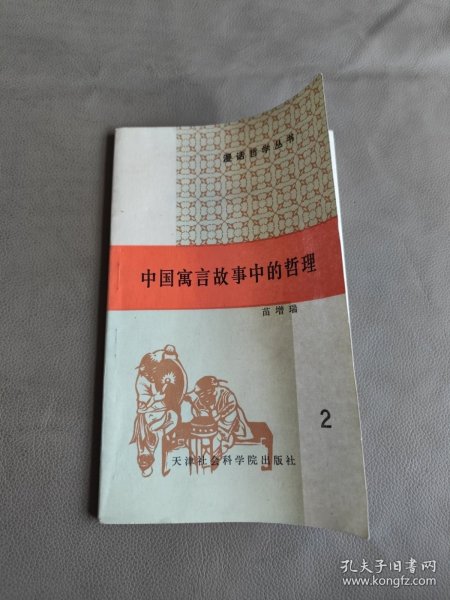 漫话哲学丛书
中国寓言故事中的哲理
苗增瑞
2
天津社会科学院出版社
孔夫子旧书网
www.kongfz.com